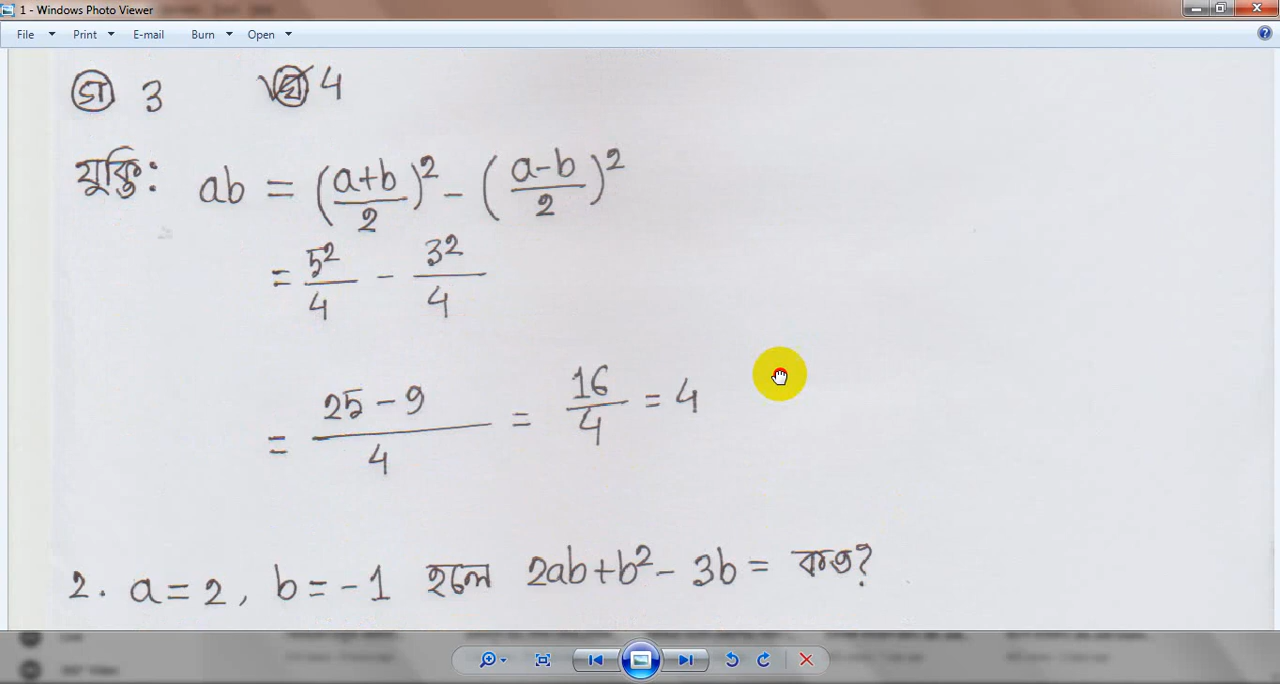 1 - Windows Photo Viewer
File Print E-mail Burn Open
গ 3 ঘ 4
যুক্তি: ab = (a+b/2)² - (a-b/2)²
= 5²/4 - 3²/4
= 25-9/4 = 16/4 = 4
2. a = 2, b = -1 হলে 2ab+b²- 3b = কত?